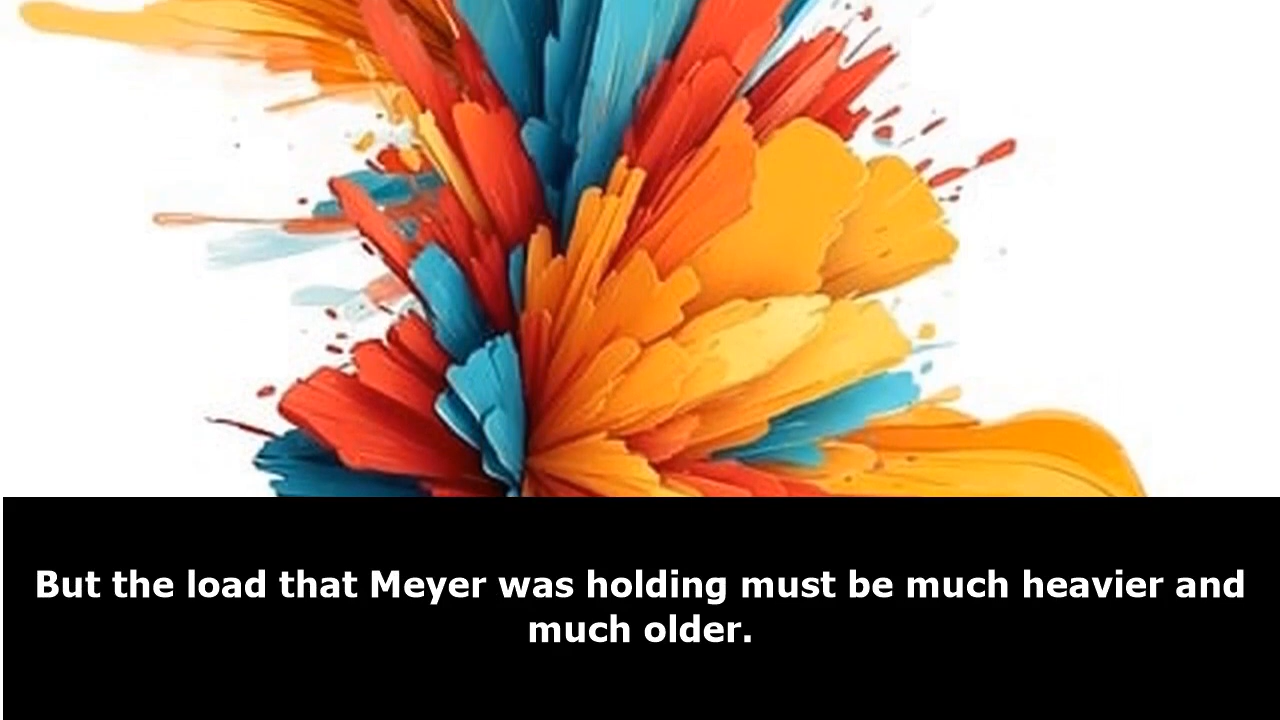 But the load that Meyer was holding must be much heavier and
much older.